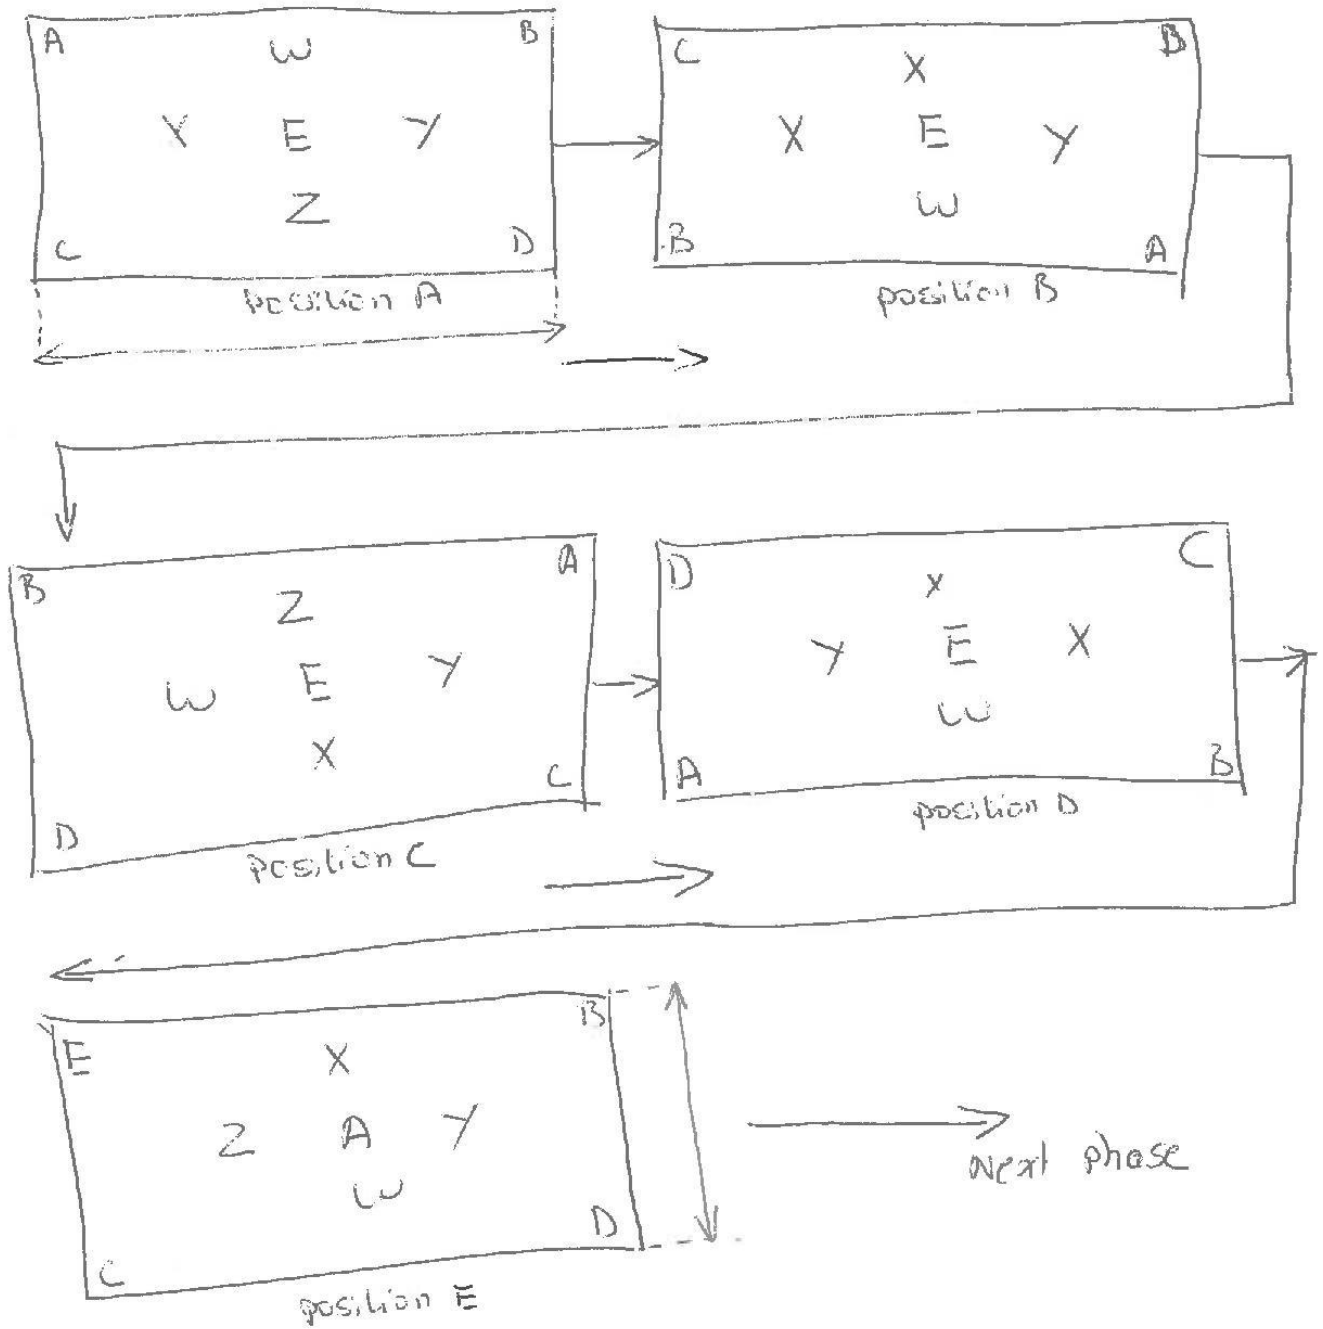 A W B
Y E Y
Z
C D
position A
C X B
X E Y
W
B A
position B
B Z A
W E Y
X
D C
position C
D X C
Y E X
W
A B
position D
E X B
Z A Y
W
C D
position E
Next phase